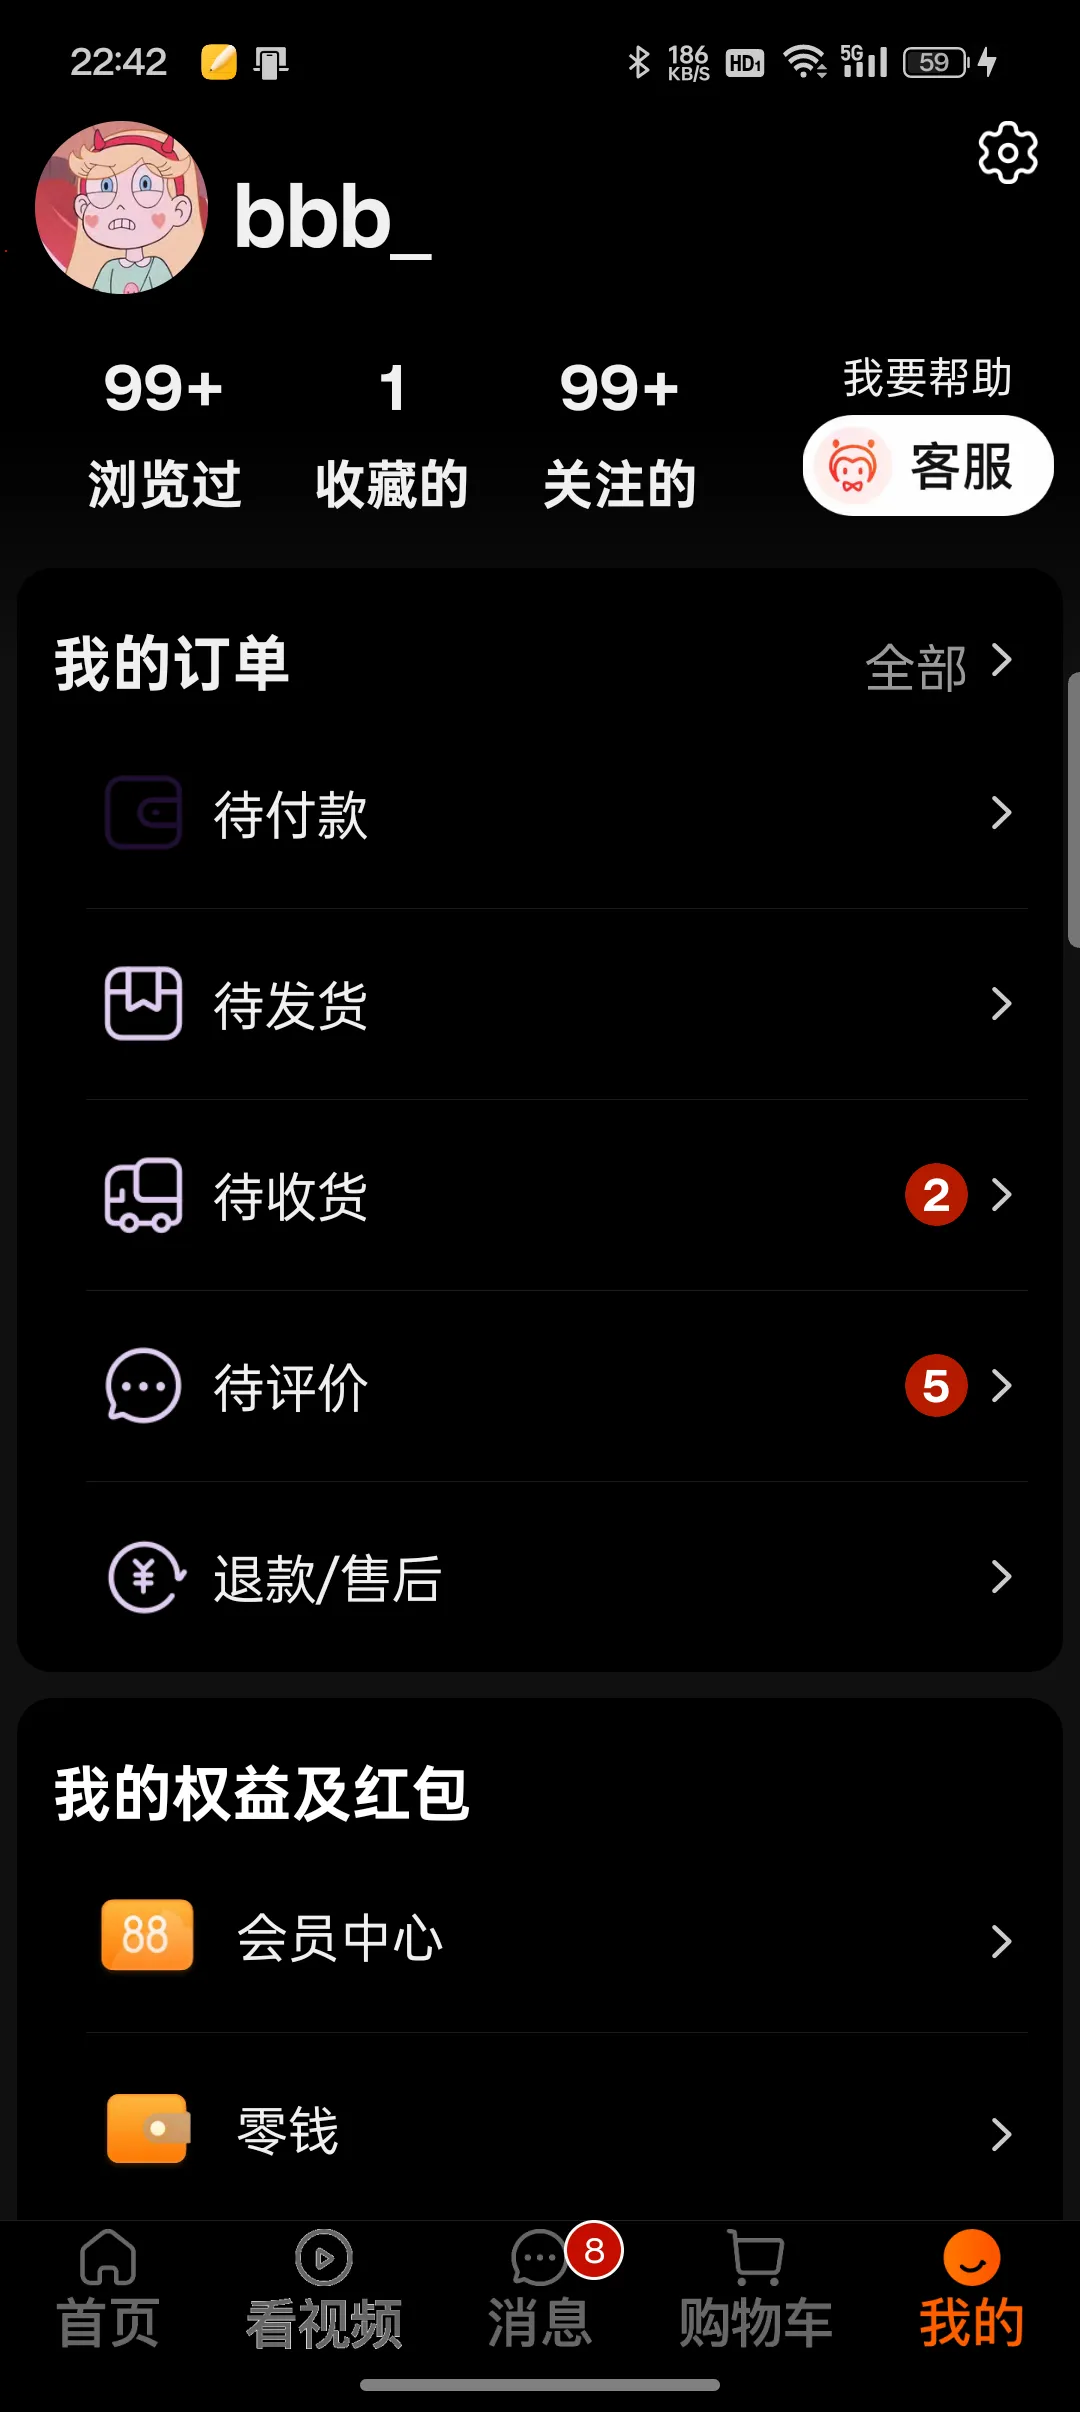 22:42
186 KB/S HD1 5G 59
bbb_
99+ 1 99+
浏览过 收藏的 关注的
我要帮助
客服
我的订单 全部
待付款
待发货
待收货 2
待评价 5
退款/售后
我的权益及红包
88 会员中心
零钱
8
首页 看视频 消息 购物车 我的